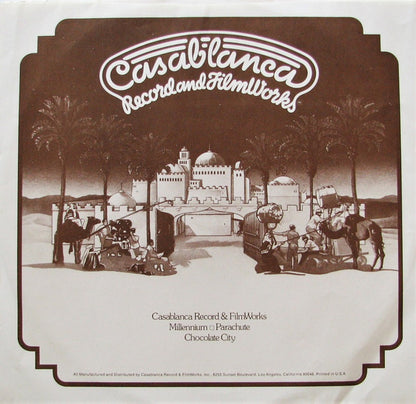 Casablanca
Record and FilmWorks
Casablanca Record & FilmWorks
Millennium □ Parachute
Chocolate City
All Manufactured and Distributed by Casablanca Record & FilmWorks, Inc., 8255 Sunset Boulevard, Los Angeles, California 90046. Printed in U.S.A.